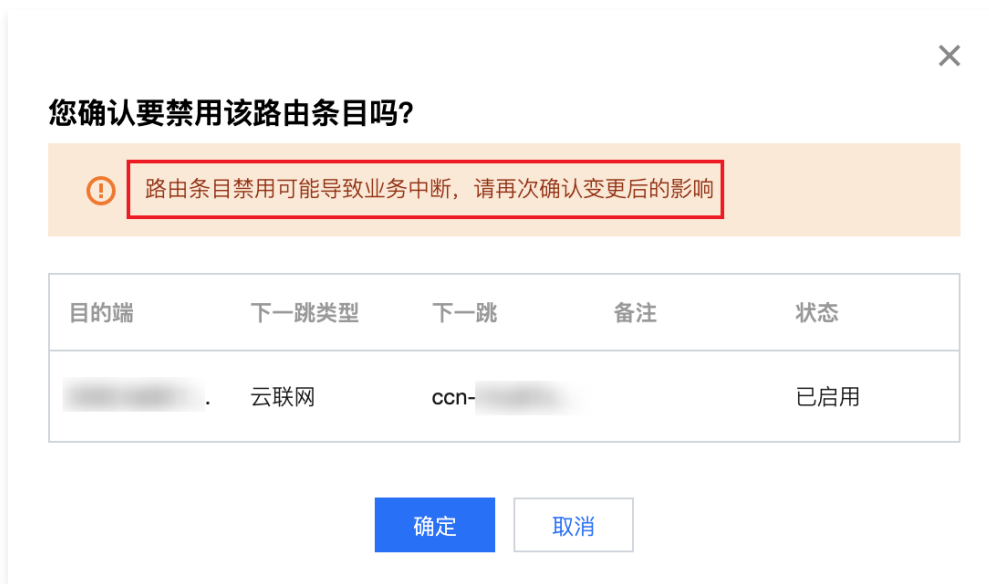 您确认要禁用该路由条目吗?
路由条目禁用可能导致业务中断，请再次确认变更后的影响
目的端 下一跳类型 下一跳 备注 状态
. 云联网 ccn- 已启用
确定 取消